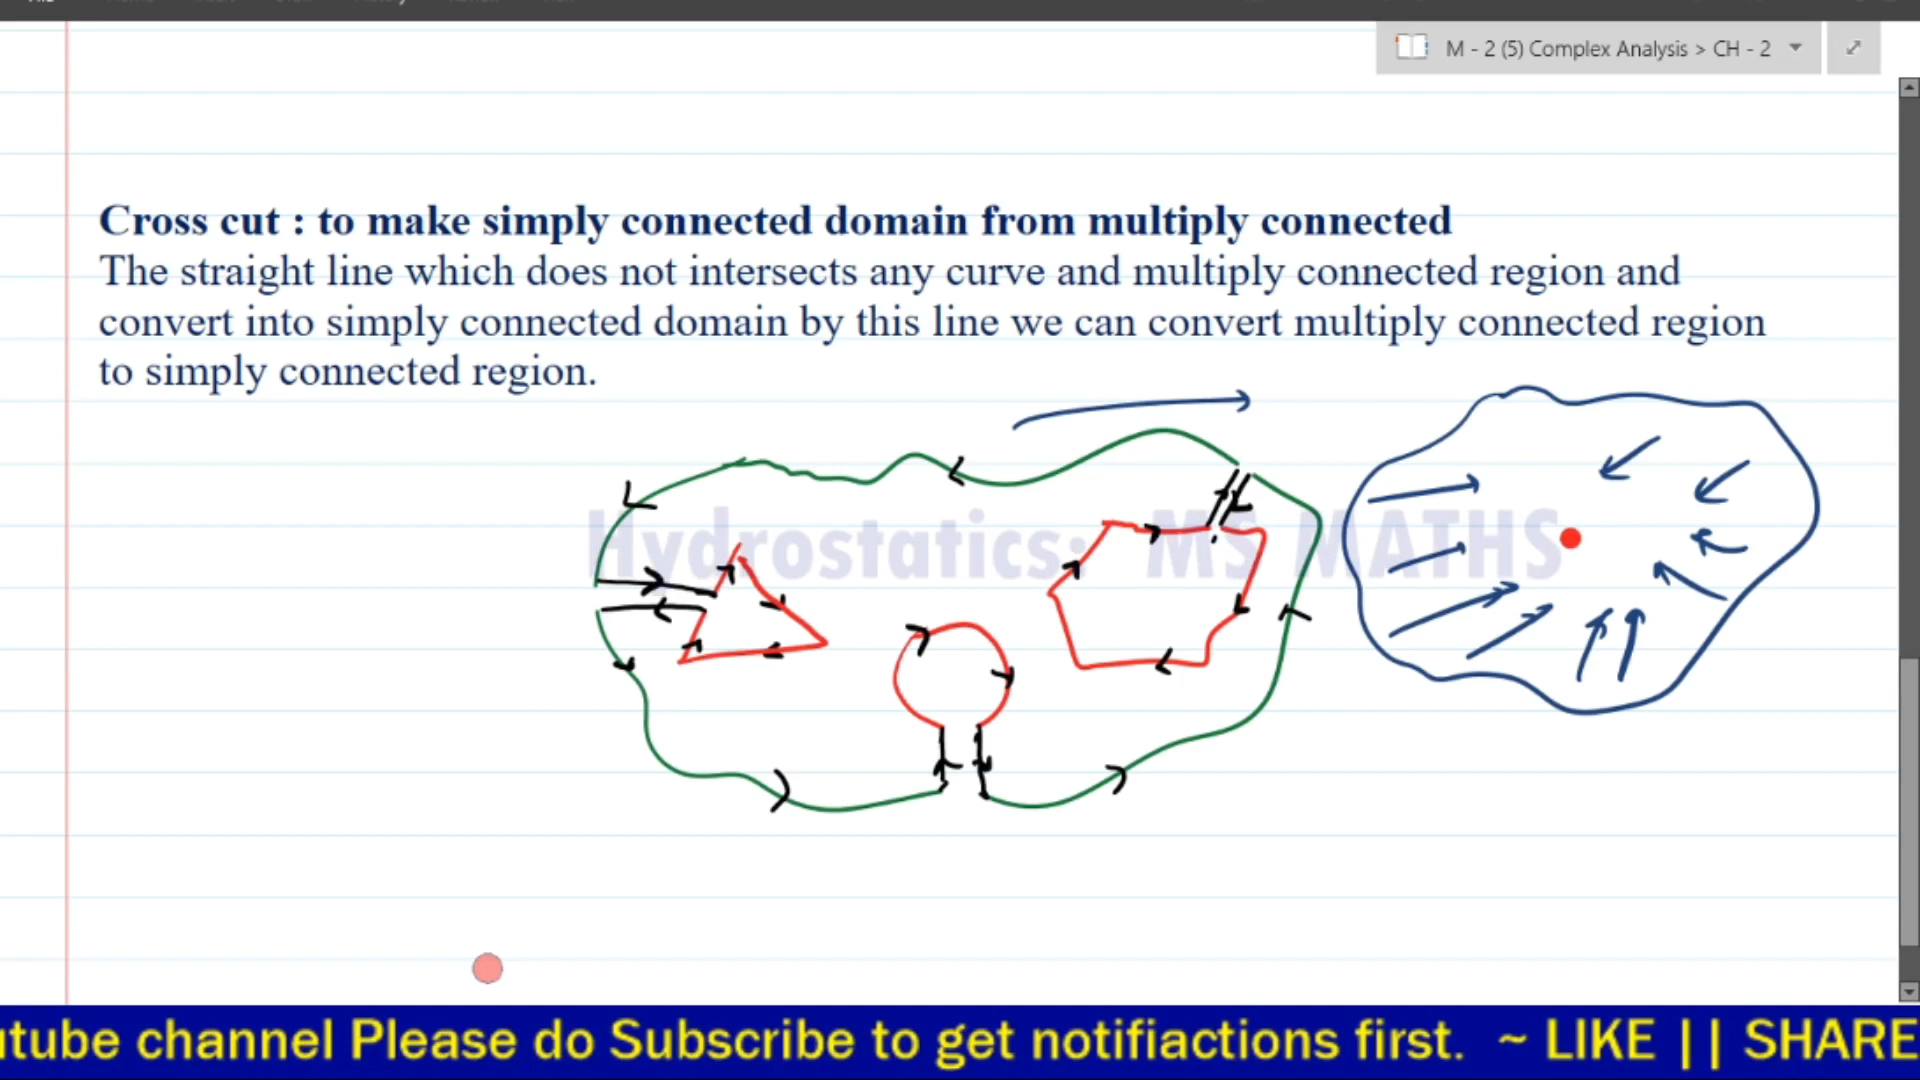 M - 2 (5) Complex Analysis > CH - 2
Cross cut : to make simply connected domain from multiply connected
The straight line which does not intersects any curve and multiply connected region and
convert into simply connected domain by this line we can convert multiply connected region
to simply connected region.
Hydrostatics: MS MATHS
utube channel Please do Subscribe to get notifiactions first. ~ LIKE || SHARE